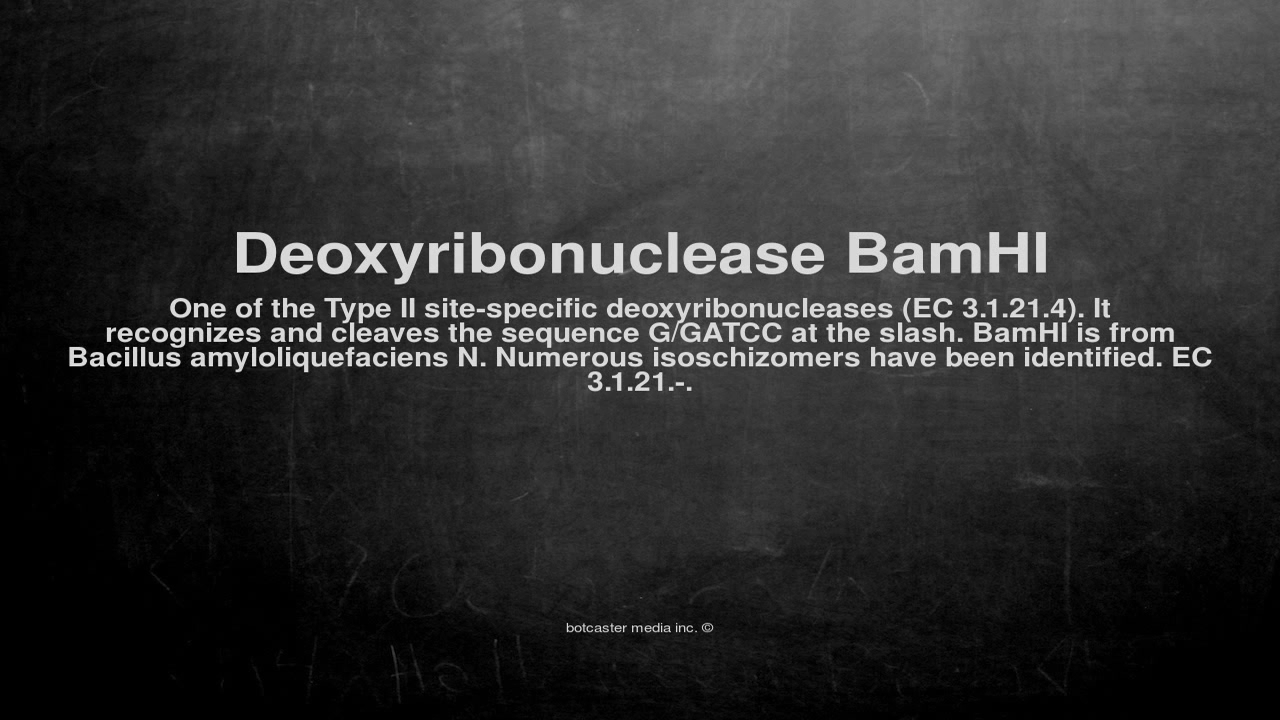 Deoxyribonuclease BamHI
One of the Type II site-specific deoxyribonucleases (EC 3.1.21.4). It
recognizes and cleaves the sequence G/GATCC at the slash. BamHI is from
Bacillus amyloliquefaciens N. Numerous isoschizomers have been identified. EC
3.1.21.-.
botcaster media inc. ©